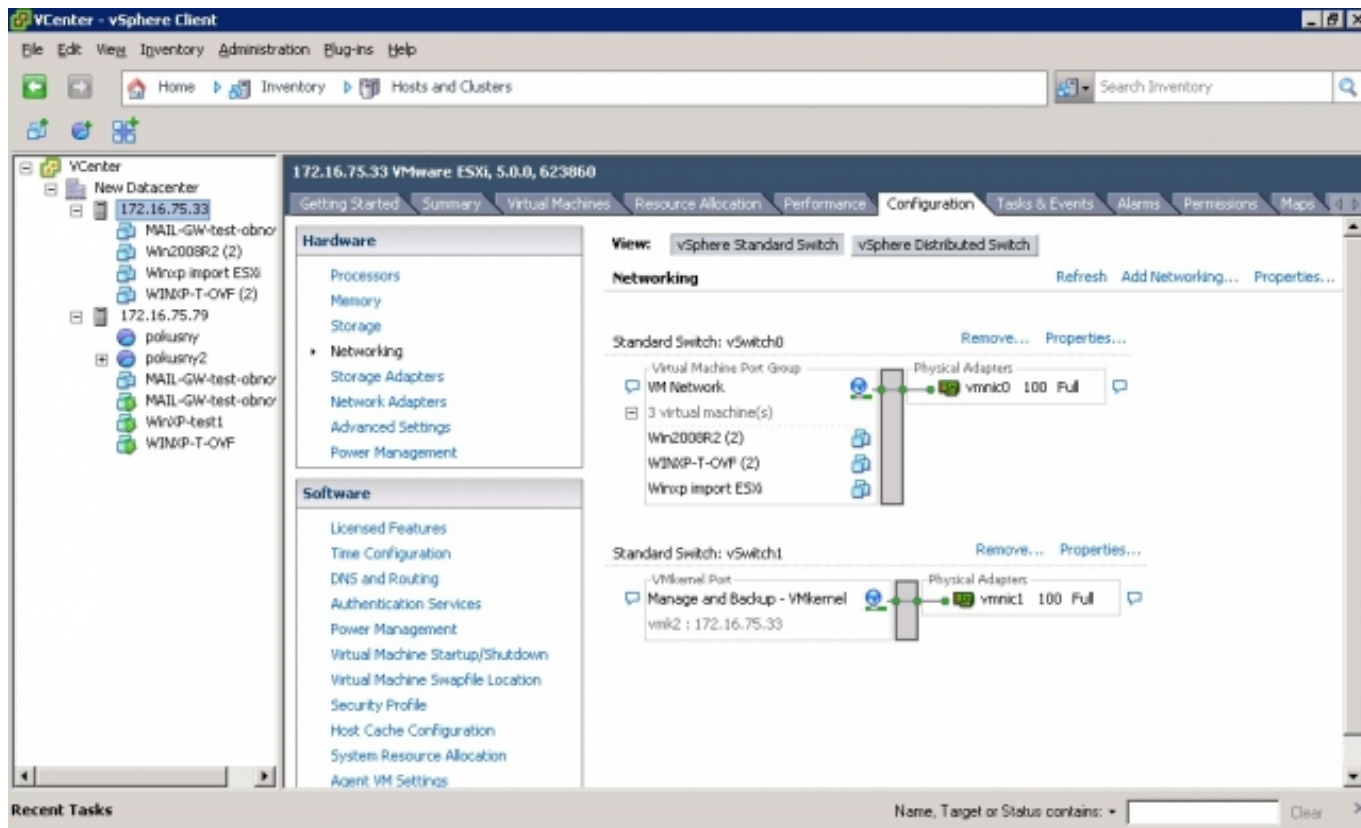 VCenter - vSphere Client
File Edit View Inventory Administration Plug-ins Help
Home Inventory Hosts and Clusters
Search Inventory
VCenter
New Datacenter
172.16.75.33
MAIL-GW-test-obno
Win2008R2 (2)
Winxp import ESXi
WINXP-T-OVF (2)
172.16.75.79
pokusny
pokusny2
MAIL-GW-test-obno
MAIL-GW-test-obno
WinXP-test1
WINXP-T-OVF
172.16.75.33 VMware ESXi, 5.0.0, 623860
Getting Started Summary Virtual Machines Resource Allocation Performance Configuration Tasks & Events Alarms Permissions Maps
Hardware
Processors
Memory
Storage
Networking
Storage Adapters
Network Adapters
Advanced Settings
Power Management
Software
Licensed Features
Time Configuration
DNS and Routing
Authentication Services
Power Management
Virtual Machine Startup/Shutdown
Virtual Machine Swapfile Location
Security Profile
Host Cache Configuration
System Resource Allocation
Agent VM Settings
View: vSphere Standard Switch vSphere Distributed Switch
Networking Refresh Add Networking... Properties...
Standard Switch: vSwitch0 Remove... Properties...
Virtual Machine Port Group Physical Adapters
VM Network vmnic0 100 Full
3 virtual machine(s)
Win2008R2 (2)
WINXP-T-OVF (2)
Winxp import ESXi
Standard Switch: vSwitch1 Remove... Properties...
VMkernel Port Physical Adapters
Manage and Backup - VMkernel vmnic1 100 Full
vmk2 : 172.16.75.33
Recent Tasks Name, Target or Status contains: Clear